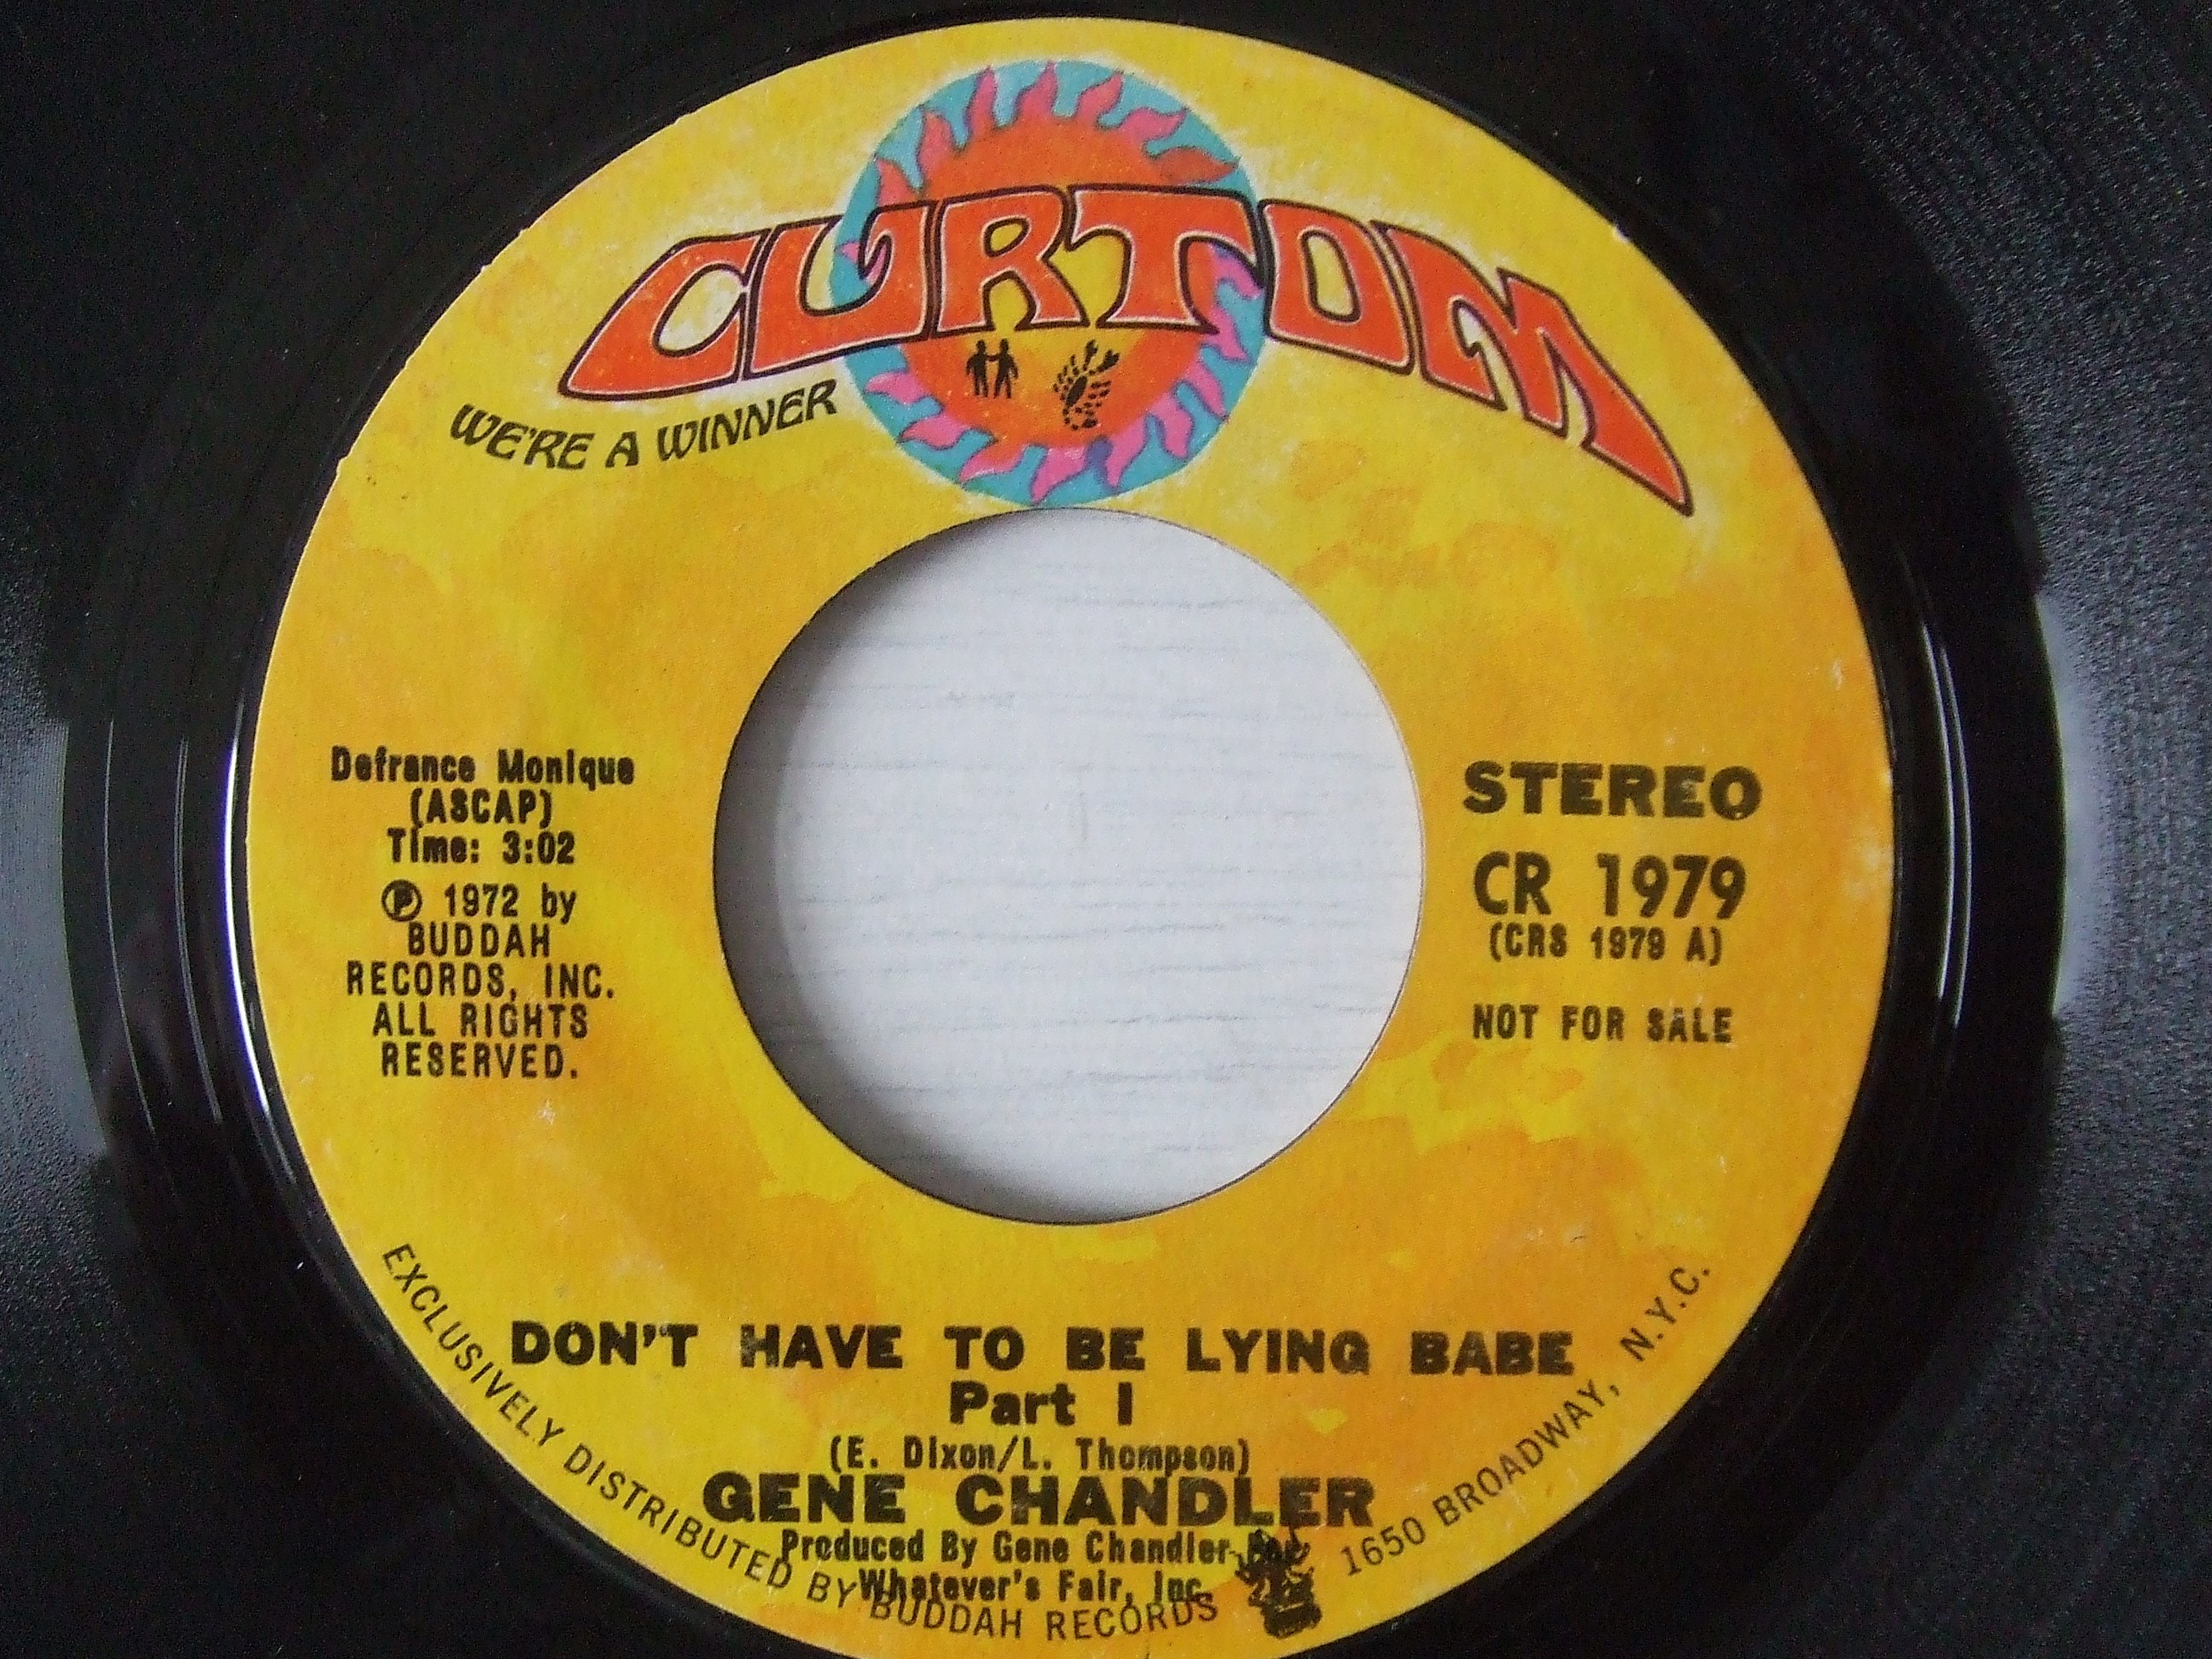 CURTOM
WE'RE A WINNER
Defrance Monique
(ASCAP)
Time: 3:02
Ⓟ 1972 by
BUDDAH
RECORDS, INC.
ALL RIGHTS
RESERVED.
STEREO
CR 1979
(CRS 1979 A)
NOT FOR SALE
DON'T HAVE TO BE LYING BABE
Part I
(E. Dixon/L. Thompson)
GENE CHANDLER
Produced By Gene Chandler
Whatever's Fair, Inc.
EXCLUSIVELY DISTRIBUTED BY BUDDAH RECORDS 1650 BROADWAY, N.Y.C.